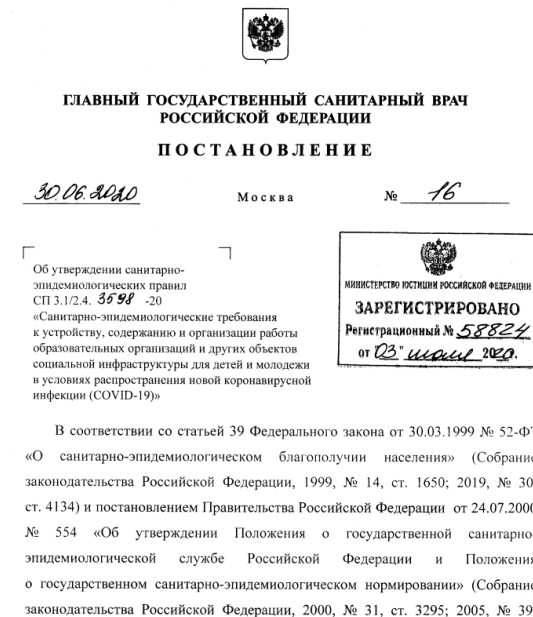 ГЛАВНЫЙ ГОСУДАРСТВЕННЫЙ САНИТАРНЫЙ ВРАЧ
РОССИЙСКОЙ ФЕДЕРАЦИИ
ПОСТАНОВЛЕНИЕ
30.06.2020 Москва № 16
Об утверждении санитарно-
эпидемиологических правил
СП 3.1/2.4. 3598 -20
«Санитарно-эпидемиологические требования
к устройству, содержанию и организации работы
образовательных организаций и других объектов
социальной инфраструктуры для детей и молодежи
в условиях распространения новой коронавирусной
инфекции (COVID-19)»
МИНИСТЕРСТВО ЮСТИЦИИ РОССИЙСКОЙ ФЕДЕРАЦИИ
ЗАРЕГИСТРИРОВАНО
Регистрационный № 58824
от "03" июля 2020.
В соответствии со статьей 39 Федерального закона от 30.03.1999 № 52-ФЗ
«О санитарно-эпидемиологическом благополучии населения» (Собрание
законодательства Российской Федерации, 1999, № 14, ст. 1650; 2019, № 30,
ст. 4134) и постановлением Правительства Российской Федерации от 24.07.2000
№ 554 «Об утверждении Положения о государственной санитарно-
эпидемиологической службе Российской Федерации и Положения
о государственном санитарно-эпидемиологическом нормировании» (Собрание
законодательства Российской Федерации, 2000, № 31, ст. 3295; 2005, № 39,